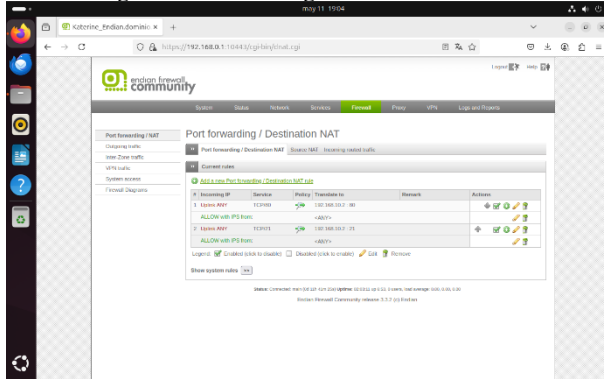 may 11 19:04
Katerine_Endian.dominio
https://192.168.0.1:10443/cgi-bin/dnat.cgi
endian firewall
community
Logout Help
System Status Network Services Firewall Proxy VPN Logs and Reports
Port forwarding / NAT
Outgoing traffic
Inter-Zone traffic
VPN traffic
System access
Firewall Diagrams
Port forwarding / Destination NAT
Port forwarding / Destination NAT Source NAT Incoming routed traffic
Current rules
Add a new Port forwarding / Destination NAT rule
# Incoming IP Service Policy Translate to Remark Actions
1 Uplink ANY TCP/80 192.168.10.2 : 80
ALLOW with IPS from: <ANY>
2 Uplink ANY TCP/21 192.168.10.2 : 21
ALLOW with IPS from: <ANY>
Legend: Enabled (click to disable) Disabled (click to enable) Edit Remove
Show system rules >>
Status: Connected: main Uptime:
Endian Firewall Community release 3.3.2 (c) Endian